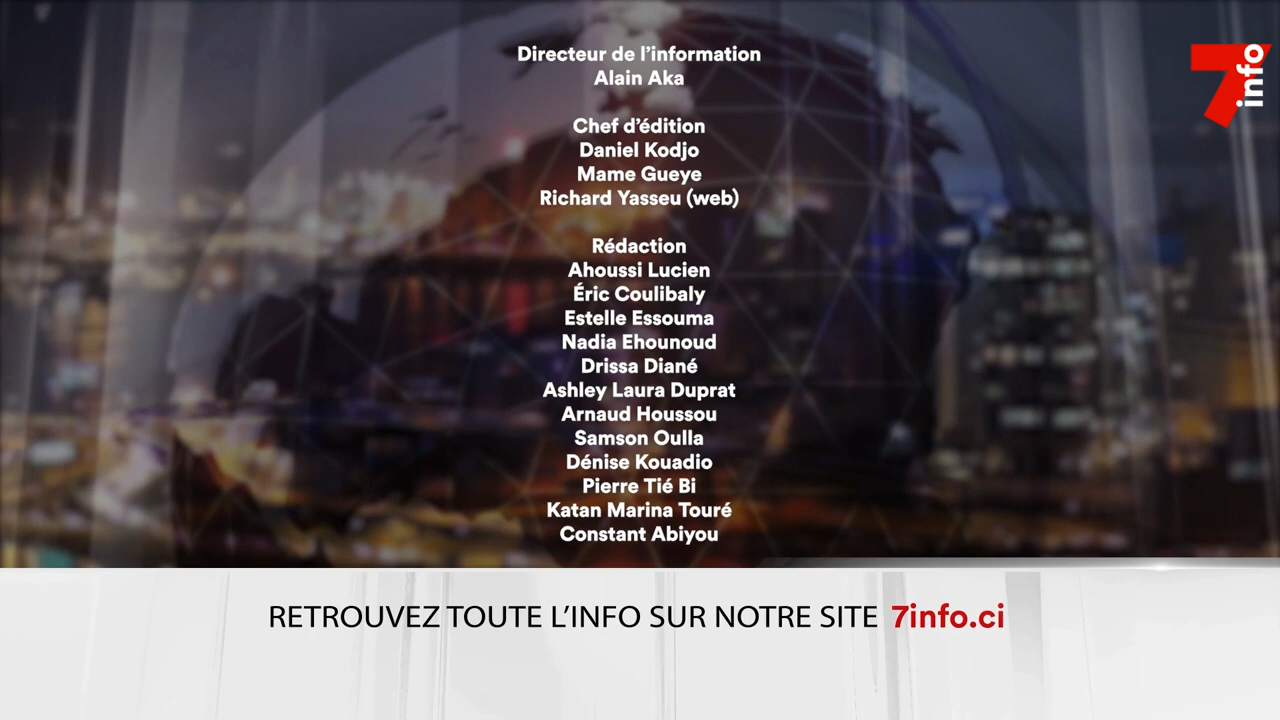 Directeur de l’information
Alain Aka
Chef d’édition
Daniel Kodjo
Mame Gueye
Richard Yasseu (web)
Rédaction
Ahoussi Lucien
Éric Coulibaly
Estelle Essouma
Nadia Ehounoud
Drissa Diané
Ashley Laura Duprat
Arnaud Houssou
Samson Oulla
Dénise Kouadio
Pierre Tié Bi
Katan Marina Touré
Constant Abiyou
7info
RETROUVEZ TOUTE L’INFO SUR NOTRE SITE 7info.ci